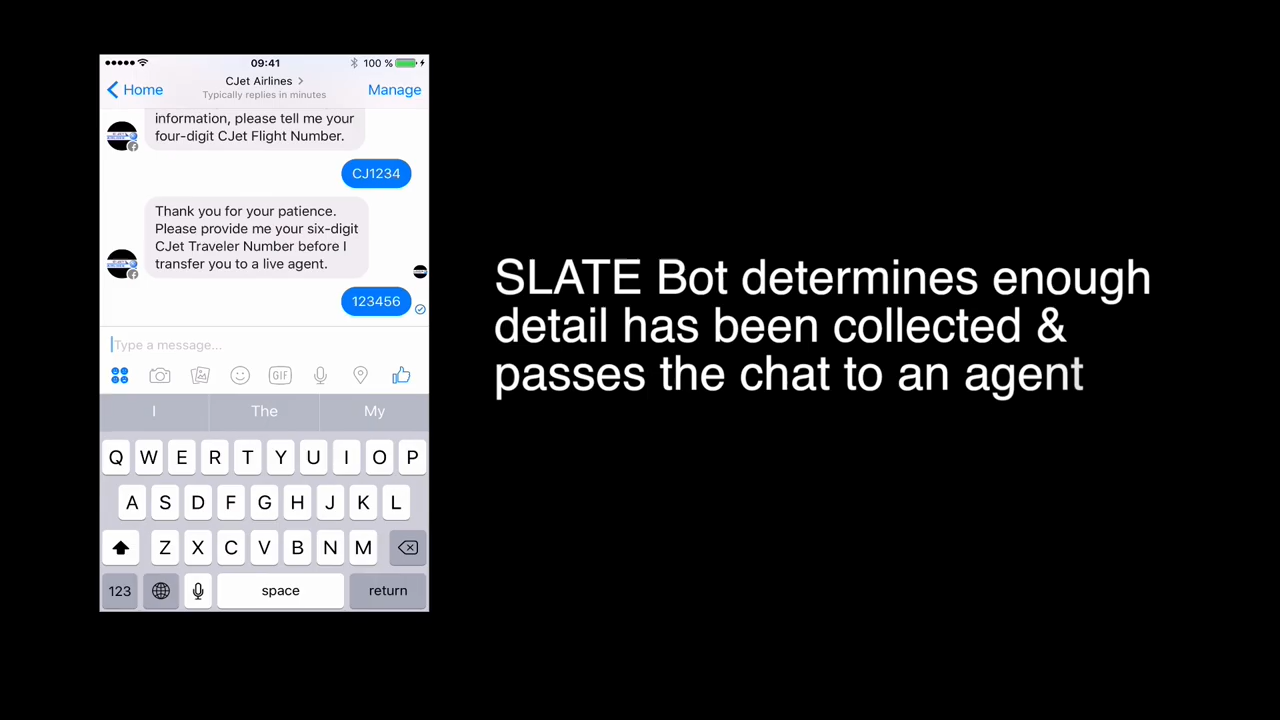 09:41
100 %
Home
CJet Airlines
Typically replies in minutes
Manage
information, please tell me your
four-digit CJet Flight Number.
CJ1234
Thank you for your patience.
Please provide me your six-digit
CJet Traveler Number before I
transfer you to a live agent.
123456
Type a message...
GIF
I The My
Q W E R T Y U I O P
A S D F G H J K L
Z X C V B N M
123 space return
SLATE Bot determines enough
detail has been collected &
passes the chat to an agent